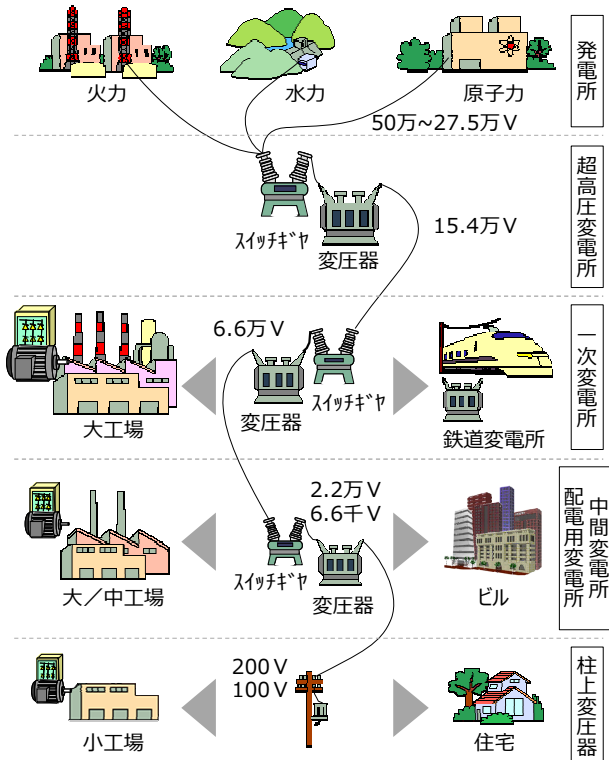 火力
水力
原子力
発電所
50万~27.5万V
超高圧変電所
ｽｲｯﾁｷﾞﾔ
変圧器
15.4万V
一次変電所
6.6万V
大工場
変圧器
ｽｲｯﾁｷﾞﾔ
鉄道変電所
中間変電所
配電用変電所
2.2万V
6.6千V
大／中工場
ｽｲｯﾁｷﾞﾔ
変圧器
ビル
柱上変圧器
200V
100V
小工場
住宅